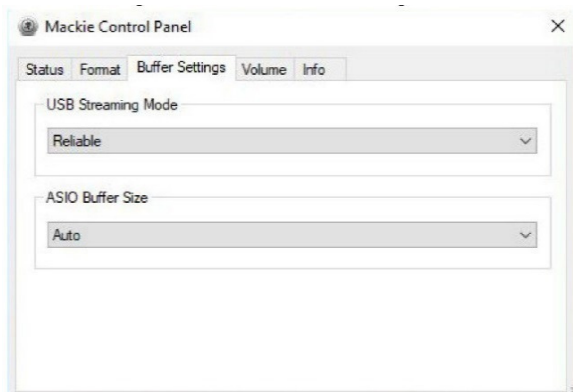 Mackie Control Panel
Status Format Buffer Settings Volume Info
USB Streaming Mode
Reliable
ASIO Buffer Size
Auto